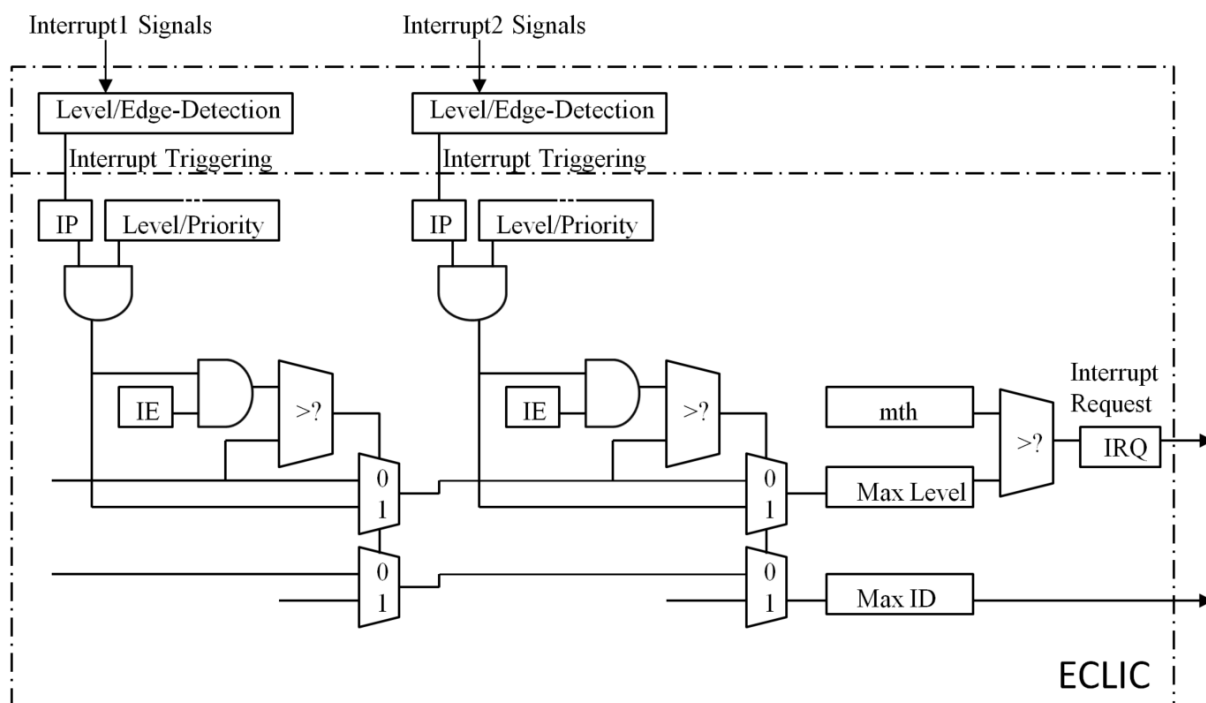 Interrupt1 Signals
Interrupt2 Signals
Level/Edge-Detection
Level/Edge-Detection
Interrupt Triggering
Interrupt Triggering
IP
Level/Priority
IP
Level/Priority
IE
>?
IE
>?
mth
>?
Interrupt
Request
IRQ
0
1
0
1
Max Level
0
1
0
1
Max ID
ECLIC